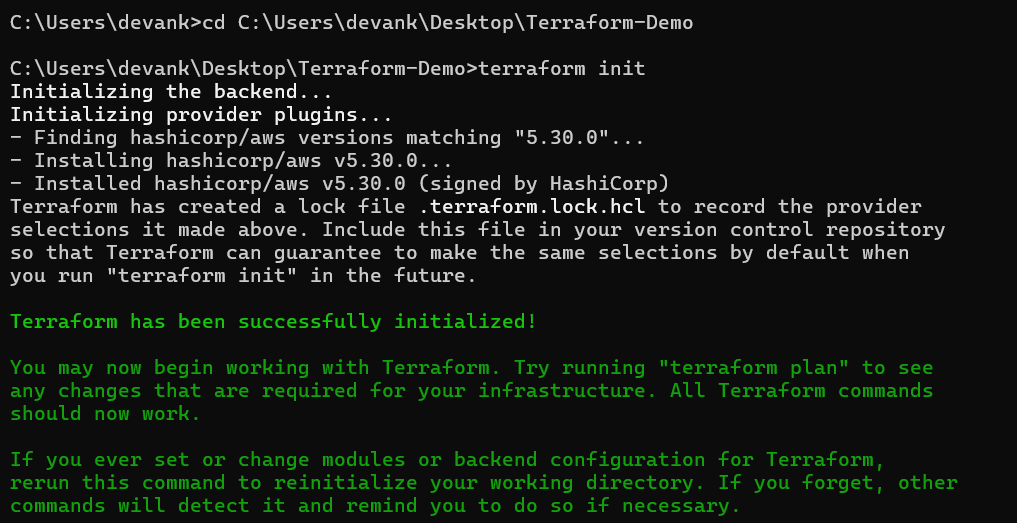 C:\Users\devank>cd C:\Users\devank\Desktop\Terraform-Demo
C:\Users\devank\Desktop\Terraform-Demo>terraform init
Initializing the backend...
Initializing provider plugins...
- Finding hashicorp/aws versions matching "5.30.0"...
- Installing hashicorp/aws v5.30.0...
- Installed hashicorp/aws v5.30.0 (signed by HashiCorp)
Terraform has created a lock file .terraform.lock.hcl to record the provider
selections it made above. Include this file in your version control repository
so that Terraform can guarantee to make the same selections by default when
you run "terraform init" in the future.
Terraform has been successfully initialized!
You may now begin working with Terraform. Try running "terraform plan" to see
any changes that are required for your infrastructure. All Terraform commands
should now work.
If you ever set or change modules or backend configuration for Terraform,
rerun this command to reinitialize your working directory. If you forget, other
commands will detect it and remind you to do so if necessary.